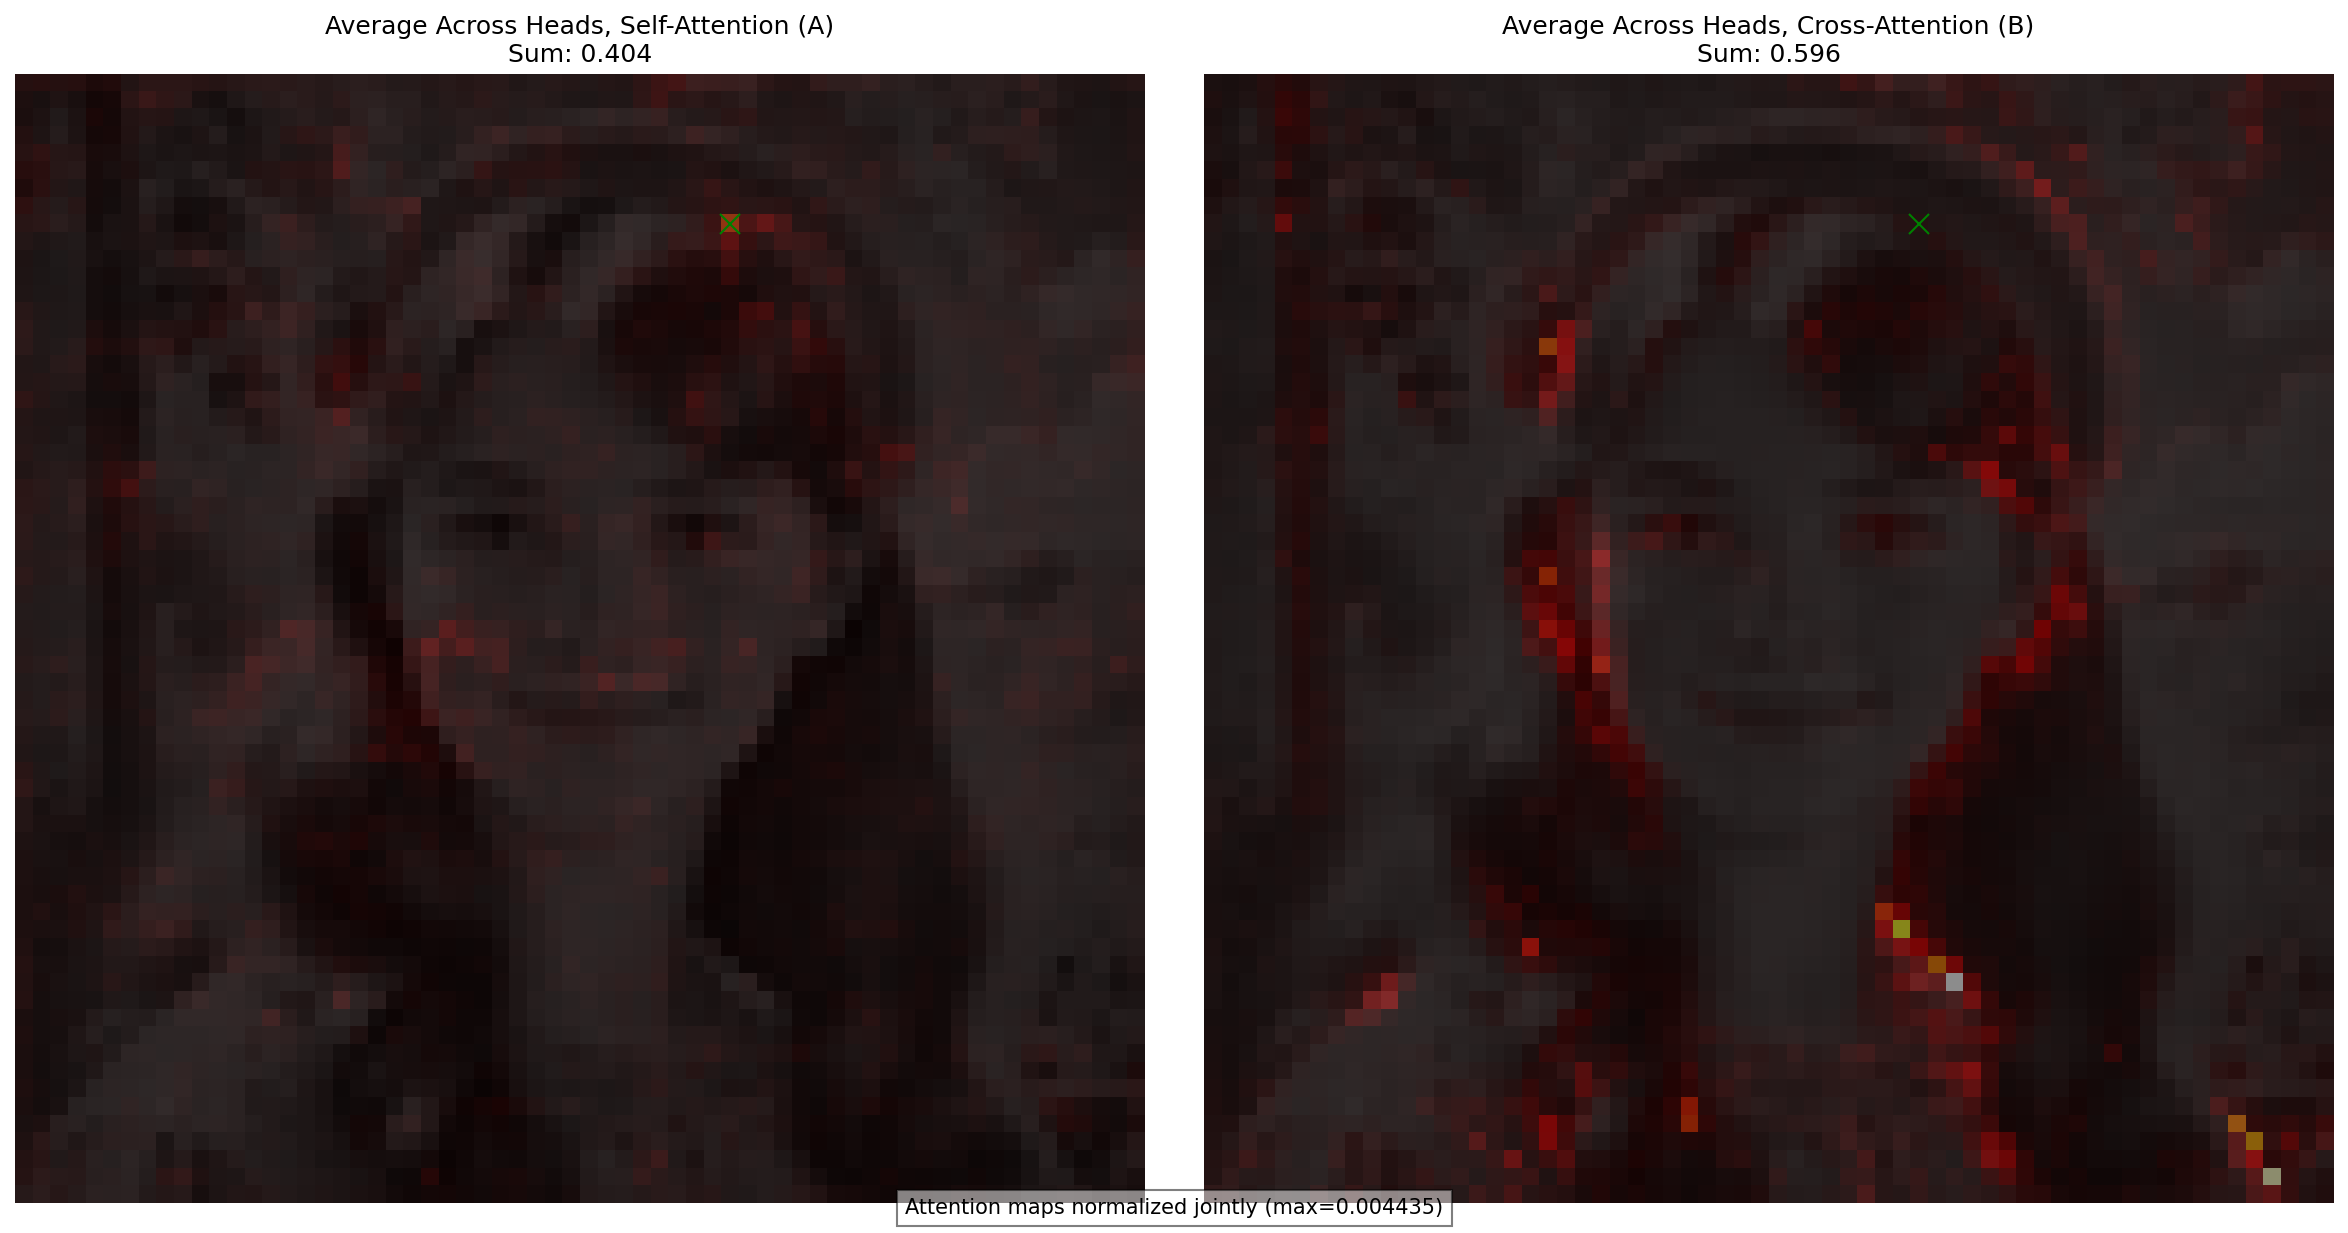 Average Across Heads, Self-Attention (A)
Sum: 0.404
Average Across Heads, Cross-Attention (B)
Sum: 0.596
Attention maps normalized jointly (max=0.004435)